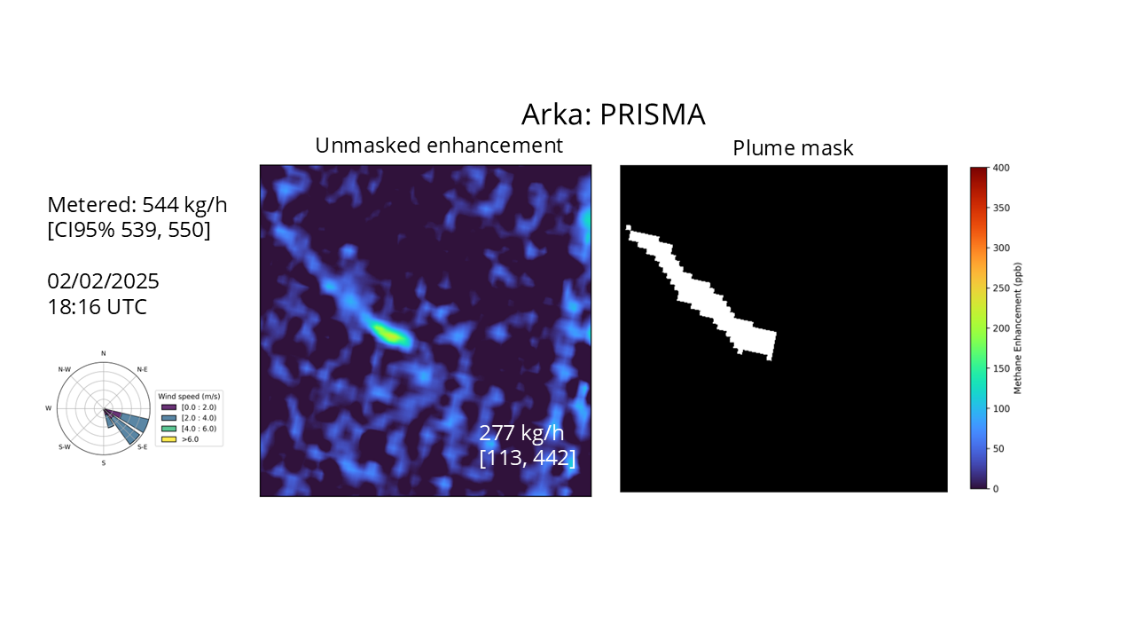 Arka: PRISMA
Unmasked enhancement
Plume mask
Metered: 544 kg/h
[CI95% 539, 550]
02/02/2025
18:16 UTC
N
N-W
N-E
W
S-W
S-E
S
Wind speed (m/s)
[0.0 : 2.0)
[2.0 : 4.0)
[4.0 : 6.0)
>6.0
277 kg/h
[113, 442]
400
350
300
250
200
150
100
50
0
Methane Enhancement (ppb)